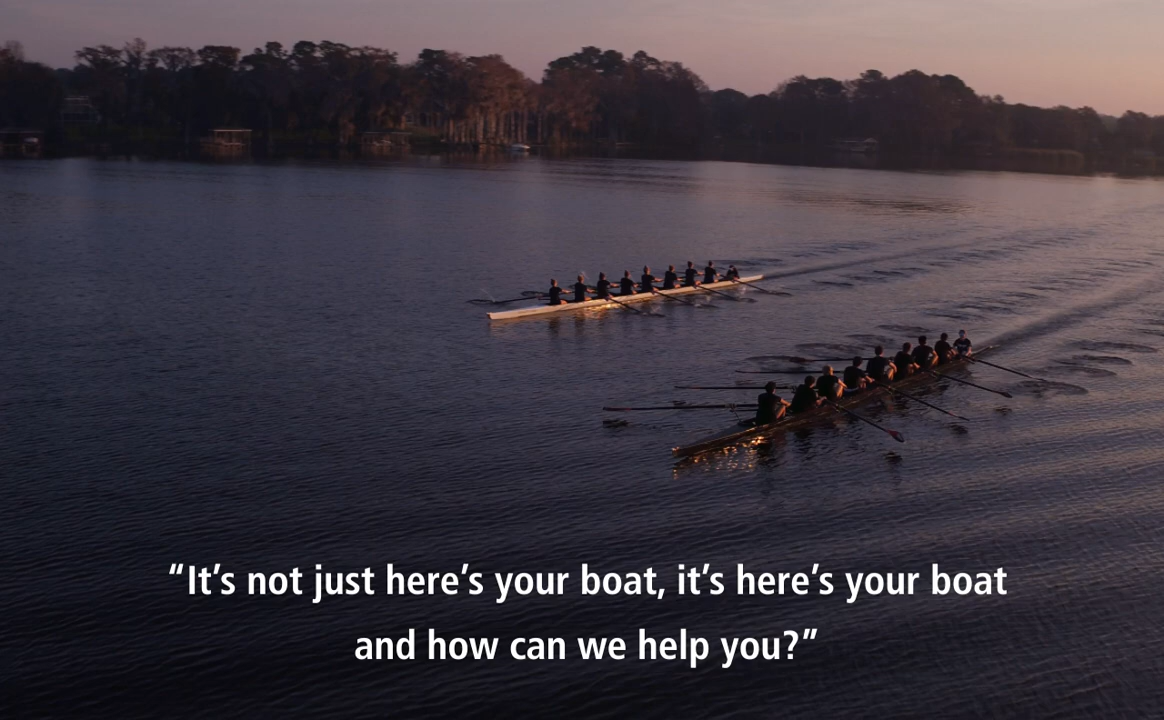 “It’s not just here’s your boat, it’s here’s your boat
and how can we help you?”